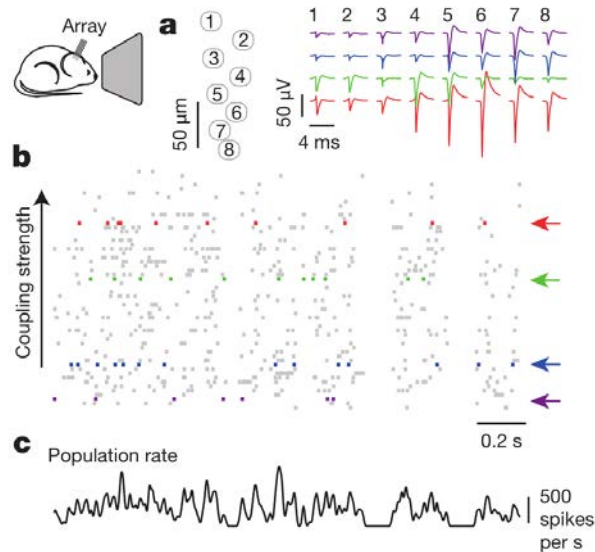 Array
a
1
2
3
4
5
6
7
8
50 µm
1 2 3 4 5 6 7 8
50 µV
4 ms
b
Coupling strength
0.2 s
c
Population rate
500
spikes
per s